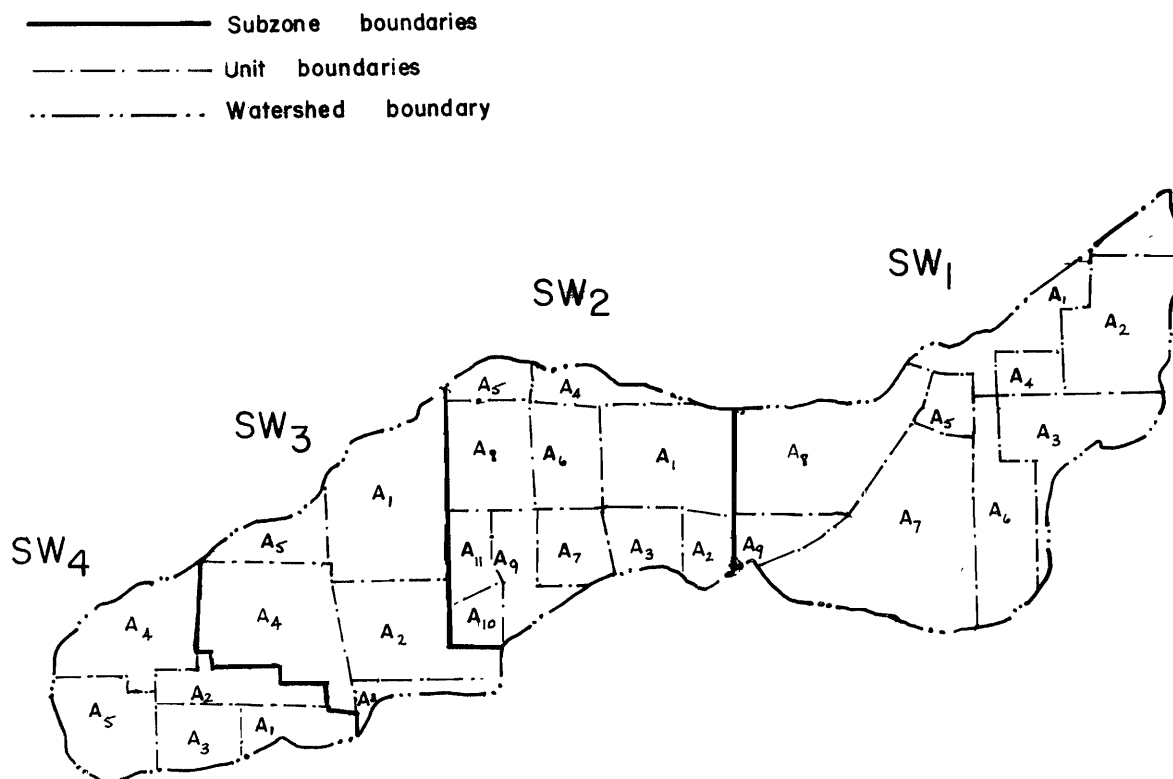 Subzone boundaries
Unit boundaries
Watershed boundary
SW1
SW2
SW3
SW4
A1
A2
A4
A3
A5
A6
A7
A8
A9
A5
A4
A8
A6
A1
A11
A9
A7
A3
A2
A10
A1
A5
A4
A2
A4
A2
A5
A3
A1